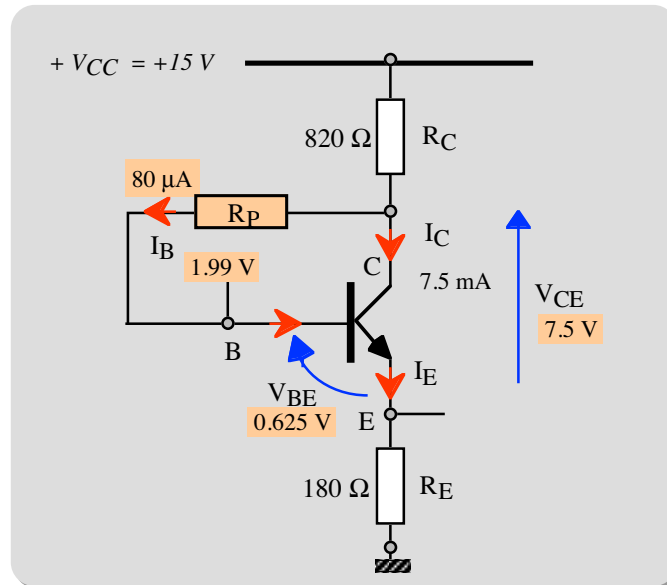 + VCC = +15 V
820 Ω
RC
80 µA
RP
IB
IC
1.99 V
C
7.5 mA
VCE
7.5 V
B
IE
VBE
0.625 V
E
180 Ω
RE